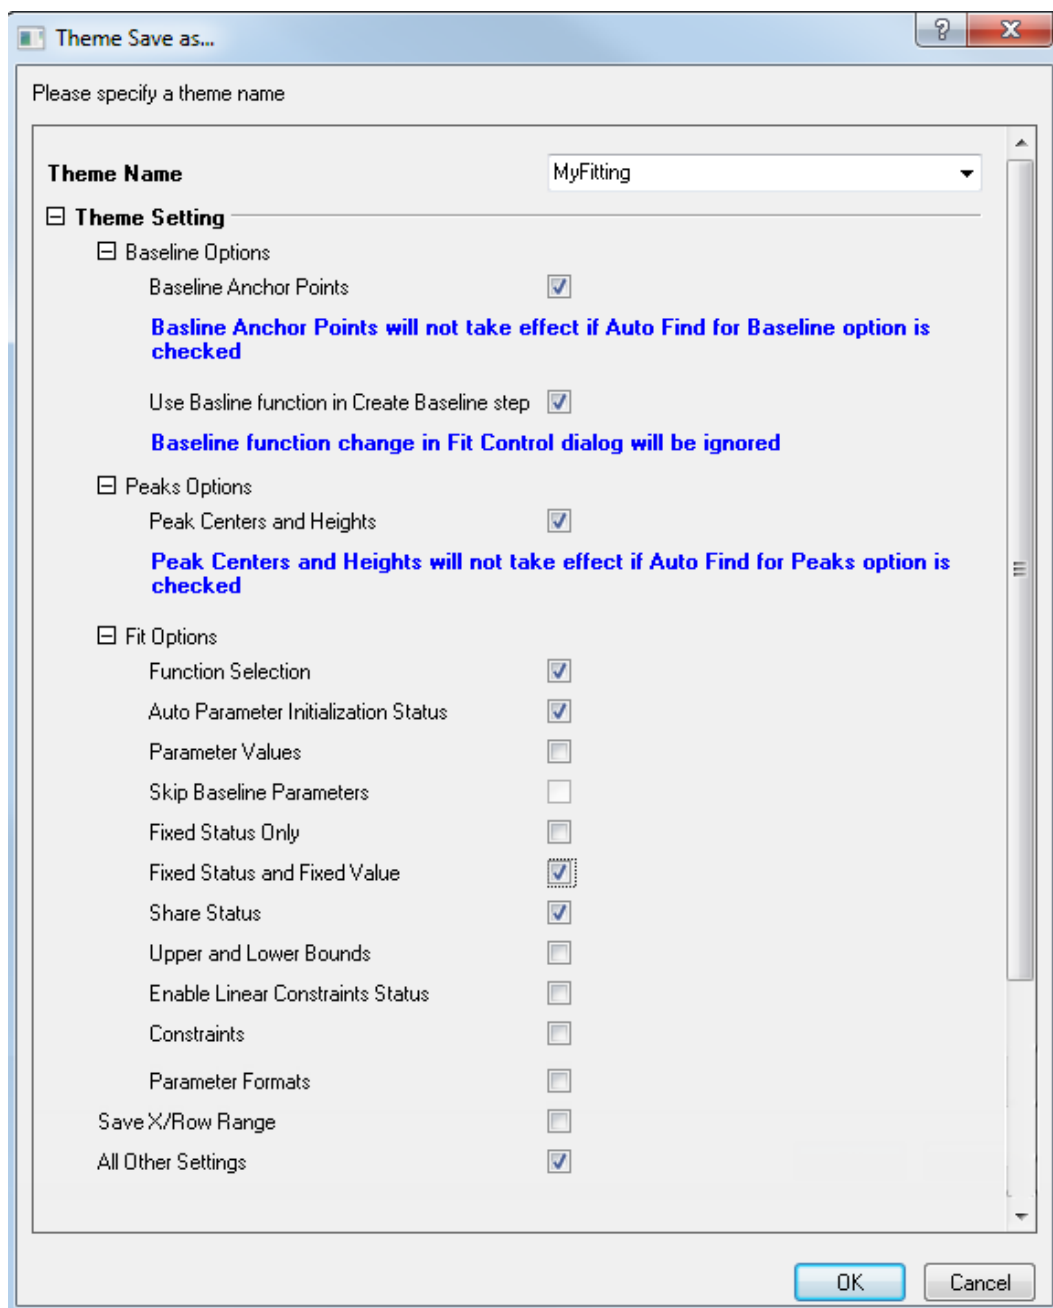 Theme Save as...
Please specify a theme name
Theme Name MyFitting
Theme Setting
Baseline Options
Baseline Anchor Points
Basline Anchor Points will not take effect if Auto Find for Baseline option is
checked
Use Basline function in Create Baseline step
Baseline function change in Fit Control dialog will be ignored
Peaks Options
Peak Centers and Heights
Peak Centers and Heights will not take effect if Auto Find for Peaks option is
checked
Fit Options
Function Selection
Auto Parameter Initialization Status
Parameter Values
Skip Baseline Parameters
Fixed Status Only
Fixed Status and Fixed Value
Share Status
Upper and Lower Bounds
Enable Linear Constraints Status
Constraints
Parameter Formats
Save X/Row Range
All Other Settings
OK Cancel